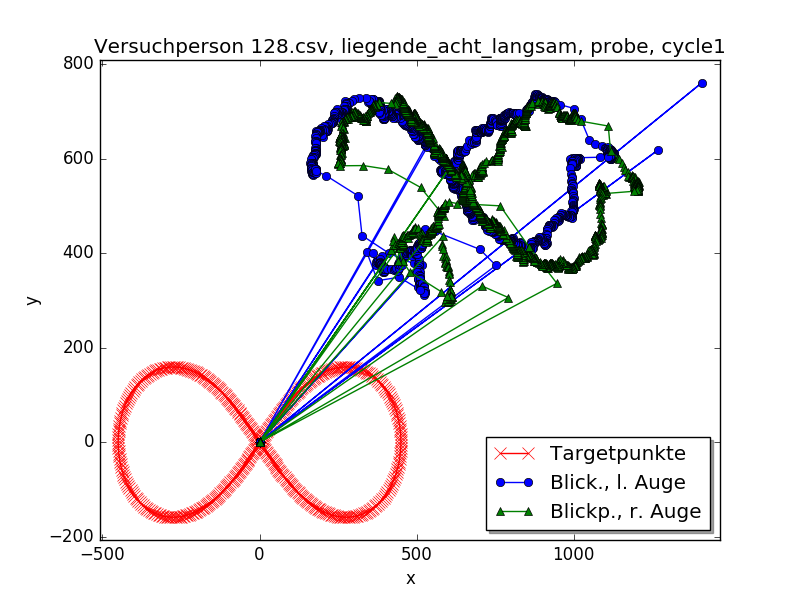 Versuchperson 128.csv, liegende_acht_langsam, probe, cycle1
800
600
400
200
0
−200
y
−500
0
500
1000
x
Targetpunkte
Blick., l. Auge
Blickp., r. Auge